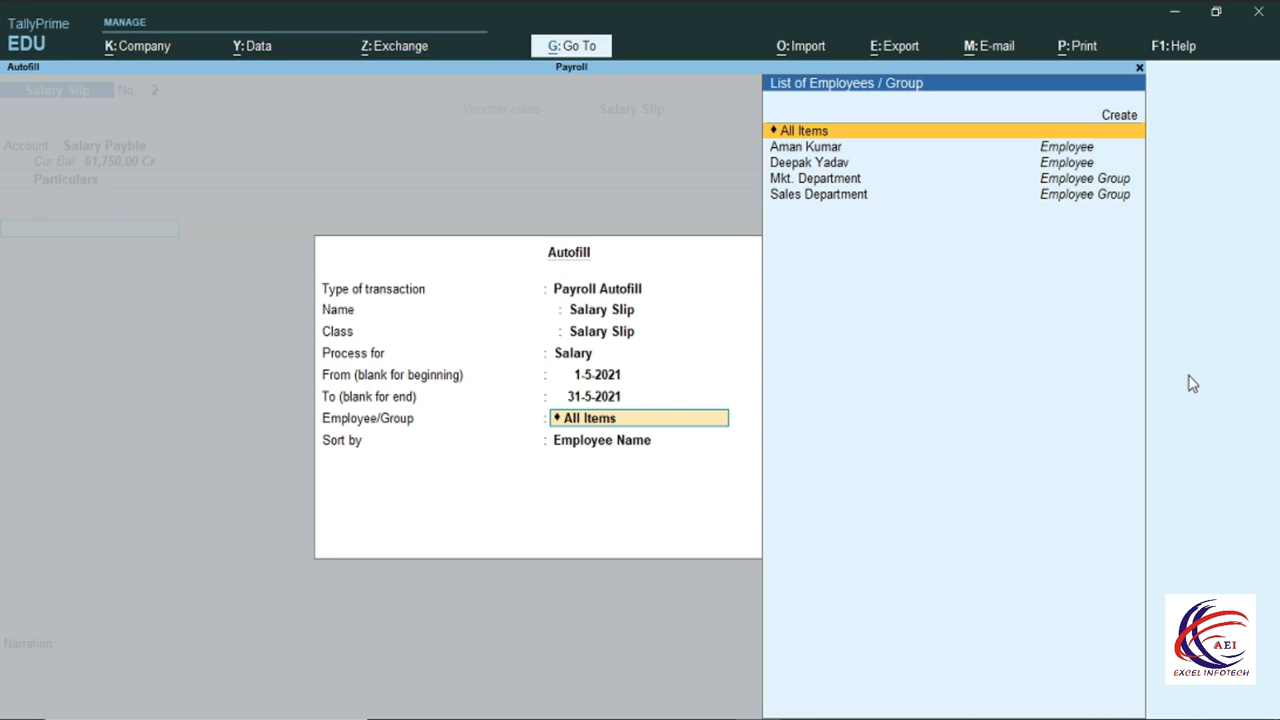 TallyPrime
EDU
MANAGE
K: Company
Y: Data
Z: Exchange
G: Go To
O: Import
E: Export
M: E-mail
P: Print
F1: Help
Autofill
Payroll
Salary Slip No. 2
Voucher class Salary Slip
Account : Salary Payble
Cur Bal: 61,750.00 Cr
Particulars
Autofill
Type of transaction : Payroll Autofill
Name : Salary Slip
Class : Salary Slip
Process for : Salary
From (blank for beginning) : 1-5-2021
To (blank for end) : 31-5-2021
Employee/Group : ♦ All Items
Sort by : Employee Name
Narration:
List of Employees / Group
Create
♦ All Items
Aman Kumar Employee
Deepak Yadav Employee
Mkt. Department Employee Group
Sales Department Employee Group
AEI
EXCEL INFOTECH